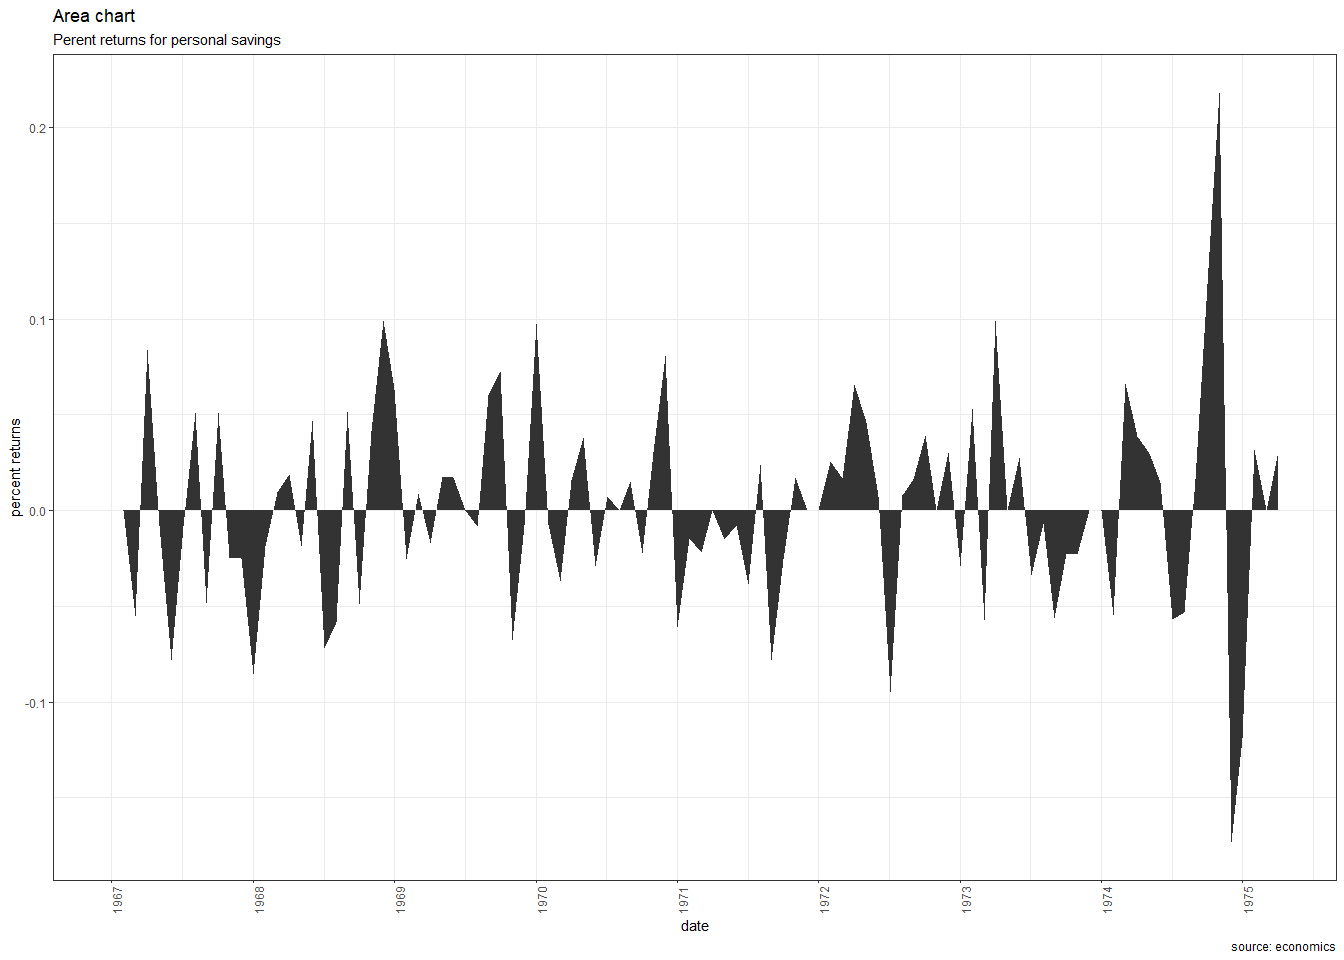 Area chart
Perent returns for personal savings
percent returns
0.2
0.1
0.0
-0.1
1967
1968
1969
1970
1971
1972
1973
1974
1975
date
source: economics